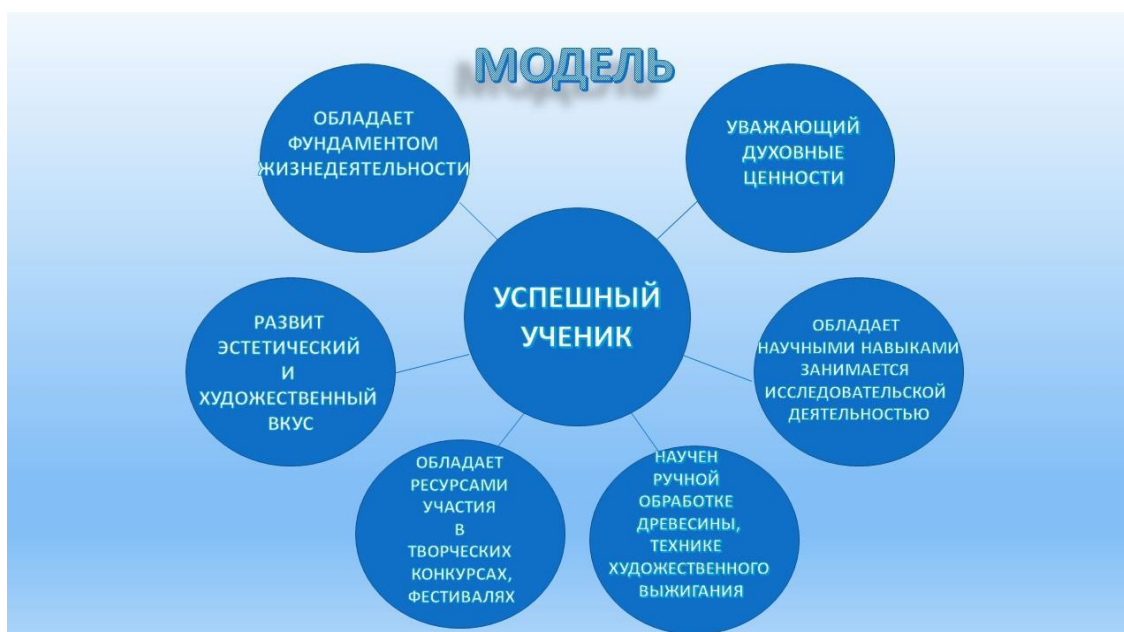 МОДЕЛЬ
ОБЛАДАЕТ
ФУНДАМЕНТОМ
ЖИЗНЕДЕЯТЕЛЬНОСТИ
УВАЖАЮЩИЙ
ДУХОВНЫЕ
ЦЕННОСТИ
УСПЕШНЫЙ
УЧЕНИК
РАЗВИТ
ЭСТЕТИЧЕСКИЙ
И
ХУДОЖЕСТВЕННЫЙ
ВКУС
ОБЛАДАЕТ
НАУЧНЫМИ НАВЫКАМИ
ЗАНИМАЕТСЯ
ИССЛЕДОВАТЕЛЬСКОЙ
ДЕЯТЕЛЬНОСТЬЮ
ОБЛАДАЕТ
РЕСУРСАМИ
УЧАСТИЯ
В
ТВОРЧЕСКИХ
КОНКУРСАХ,
ФЕСТИВАЛЯХ
НАУЧЕН
РУЧНОЙ
ОБРАБОТКЕ
ДРЕВЕСИНЫ,
ТЕХНИКЕ
ХУДОЖЕСТВЕННОГО
ВЫЖИГАНИЯ